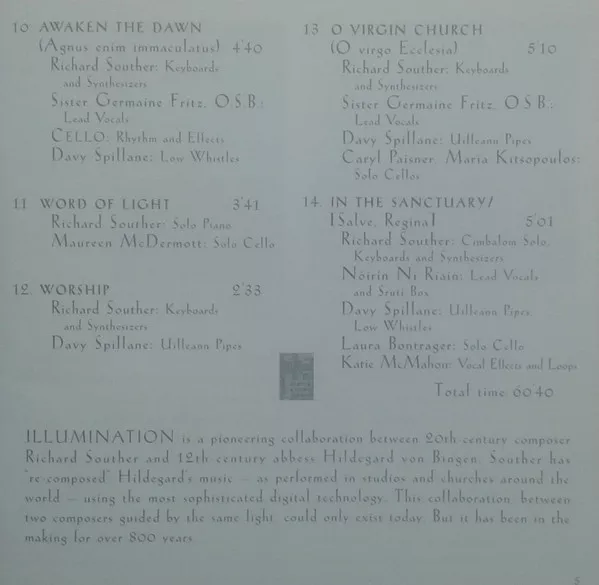 10 AWAKEN THE DAWN
(Agnus enim immaculatus) 4'40
Richard Souther: Keyboards
and Synthesizers
Sister Germaine Fritz, O.S.B.:
Lead Vocals
CELLO: Rhythm and Effects
Davy Spillane: Low Whistles
11 WORD OF LIGHT 3'41
Richard Souther: Solo Piano
Maureen McDermott: Solo Cello
12. WORSHIP 2'33
Richard Souther: Keyboards
and Synthesizers
Davy Spillane: Uilleann Pipes
13 O VIRGIN CHURCH
(O virgo Ecclesia) 5'10
Richard Souther: Keyboards
and Synthesizers
Sister Germaine Fritz, O.S.B.:
Lead Vocals
Davy Spillane: Uilleann Pipes
Caryl Paisner, Maria Kitsopoulos:
Solo Cellos
14. IN THE SANCTUARY/
[Salve, Regina] 5'01
Richard Souther: Cimbalom Solo,
Keyboards and Synthesizers
Nóirín Ní Riain: Lead Vocals
and Sruti Box
Davy Spillane: Uilleann Pipes,
Low Whistles
Laura Bontrager: Solo Cello
Katie McMahon: Vocal Effects and Loops
Total time 60'40
ILLUMINATION is a pioneering collaboration between 20th-century composer
Richard Souther and 12th century abbess Hildegard von Bingen. Souther has
"re-composed" Hildegard's music – as performed in studios and churches around the
world – using the most sophisticated digital technology. This collaboration, between
two composers guided by the same light, could only exist today. But it has been in the
making for over 800 years.
5